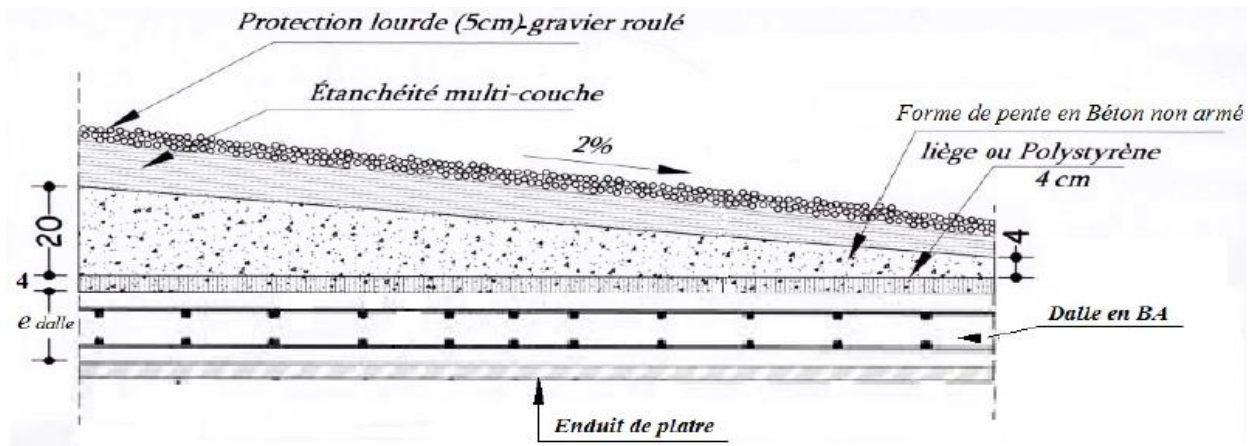 Protection lourde (5cm)-gravier roulé
Étanchéité multi-couche
2%
Forme de pente en Béton non armé
liège ou Polystyrène
4 cm
20
4
4
e dalle
Dalle en BA
Enduit de platre